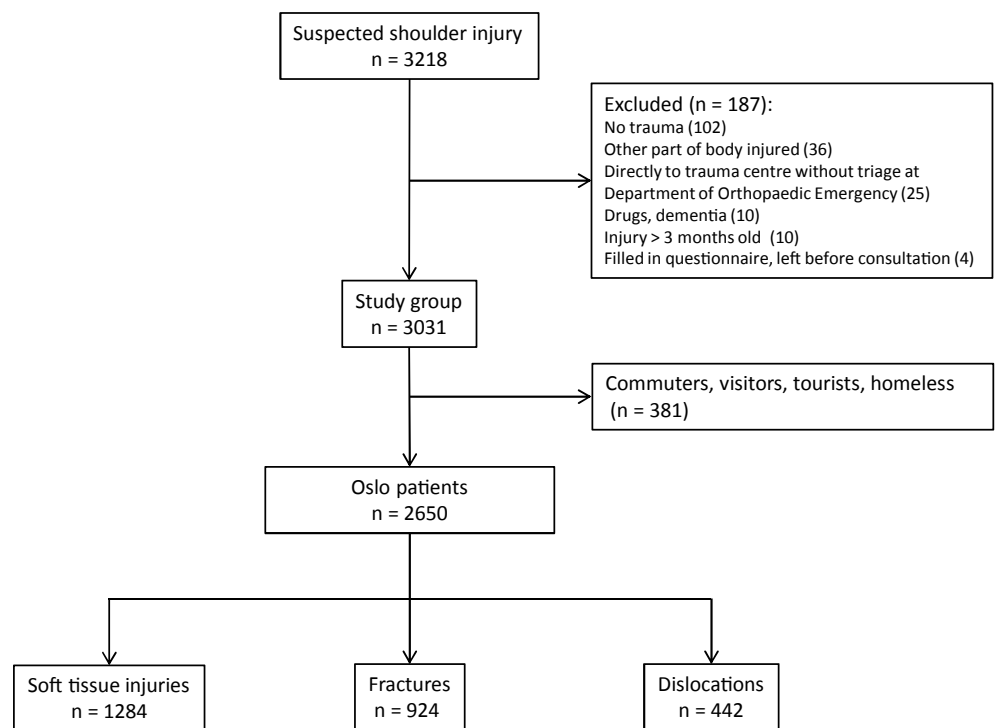 Suspected shoulder injury
n = 3218
Excluded (n = 187):
No trauma (102)
Other part of body injured (36)
Directly to trauma centre without triage at
Department of Orthopaedic Emergency (25)
Drugs, dementia (10)
Injury > 3 months old (10)
Filled in questionnaire, left before consultation (4)
Study group
n = 3031
Commuters, visitors, tourists, homeless
(n = 381)
Oslo patients
n = 2650
Soft tissue injuries
n = 1284
Fractures
n = 924
Dislocations
n = 442